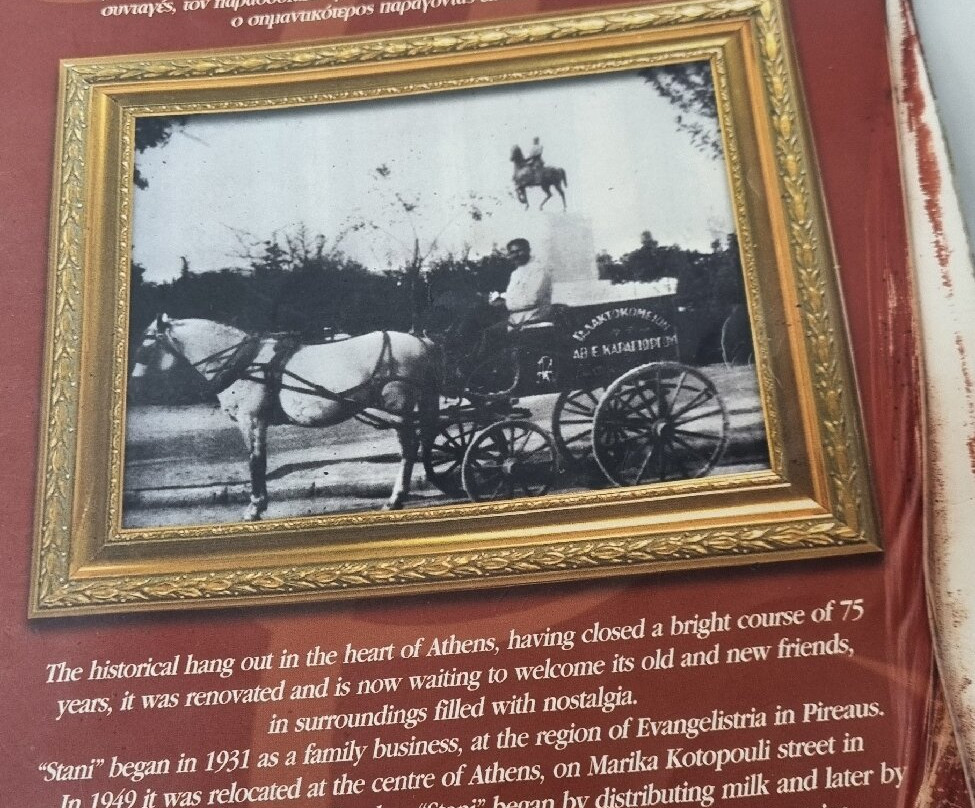 συνταγές, τον παραδοσιακ
ο σημαντικότερος παράγοντας
ΓΑΛΑΚΤΟΚΟΜΕΙΟΝ
ΑΘ. Ε. ΚΑΡΑΓΙΩΡΓΟΥ
The historical hang out in the heart of Athens, having closed a bright course of 75
years, it was renovated and is now waiting to welcome its old and new friends,
in surroundings filled with nostalgia.
“Stani” began in 1931 as a family business, at the region of Evangelistria in Pireaus.
In 1949 it was relocated at the centre of Athens, on Marika Kotopouli street in
“Stani” began by distributing milk and later by